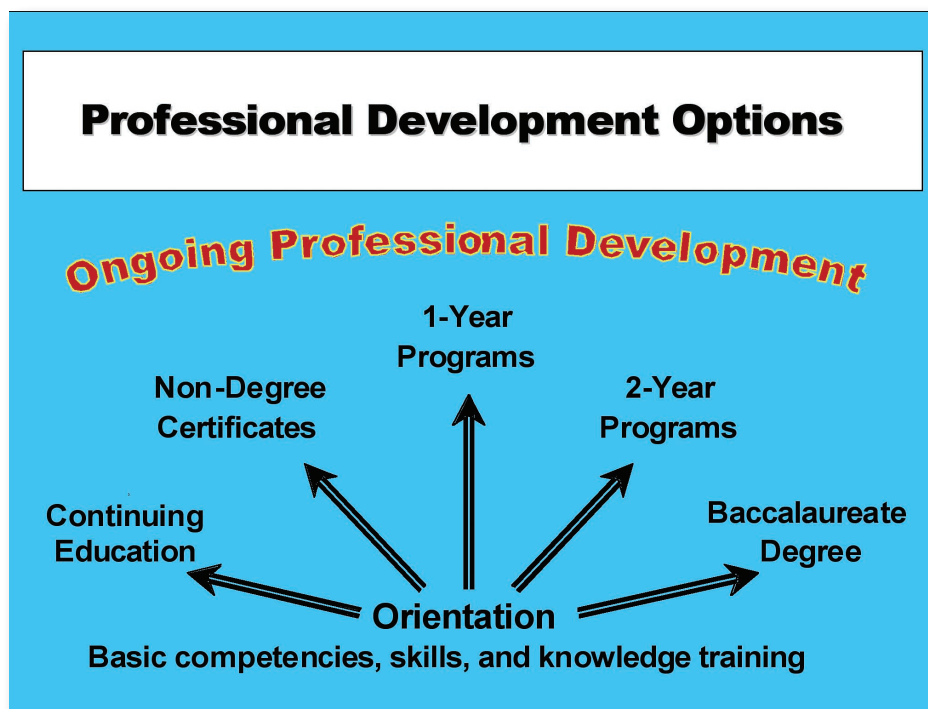 Professional Development Options
Ongoing Professional Development
1-Year
Programs
Non-Degree
Certificates
2-Year
Programs
Continuing
Education
Baccalaureate
Degree
Orientation
Basic competencies, skills, and knowledge training